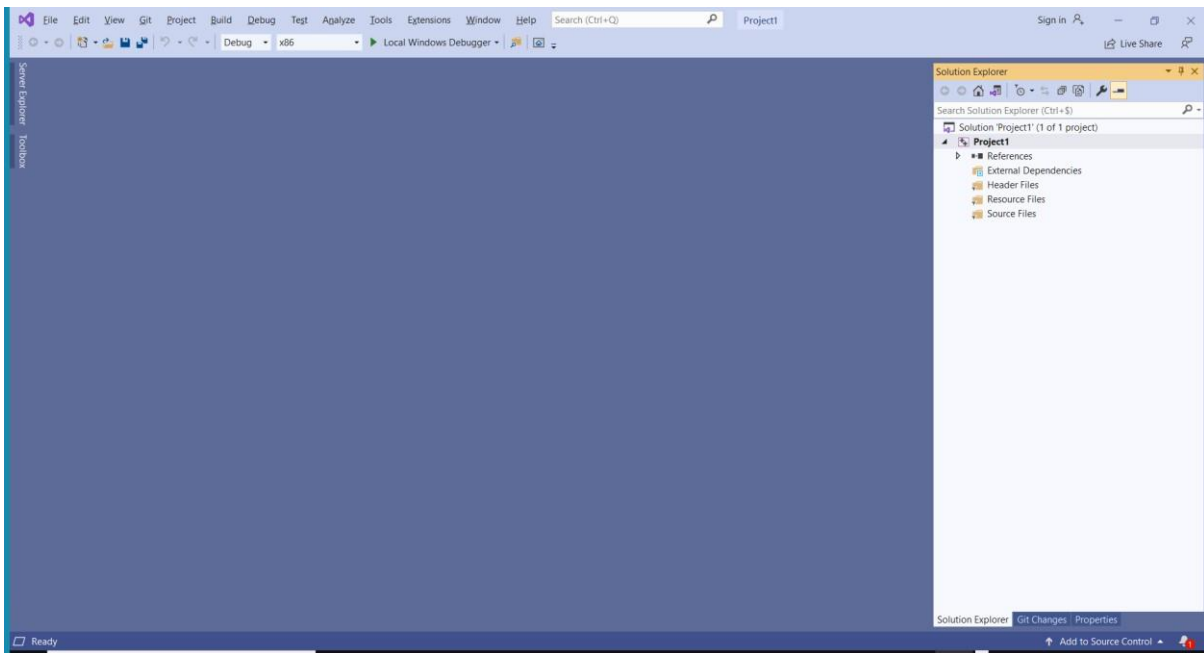 File Edit View Git Project Build Debug Test Analyze Tools Extensions Window Help Search (Ctrl+Q) Project1 Sign in
Debug x86 Local Windows Debugger Live Share
Server Explorer
Toolbox
Solution Explorer
Search Solution Explorer (Ctrl+$)
Solution 'Project1' (1 of 1 project)
Project1
References
External Dependencies
Header Files
Resource Files
Source Files
Solution Explorer Git Changes Properties
Ready Add to Source Control 1